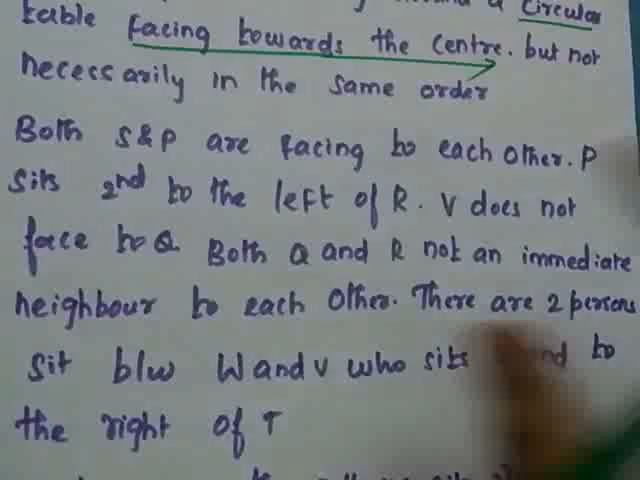 a circular
table facing towards the centre. but not
necessarily in the same order
Both S&P are facing to each other. P
sits 2nd to the left of R. V does not
face to Q Both Q and R not an immediate
neighbour to each other. There are 2 persons
sit b/w W and V who sits to
the right of T